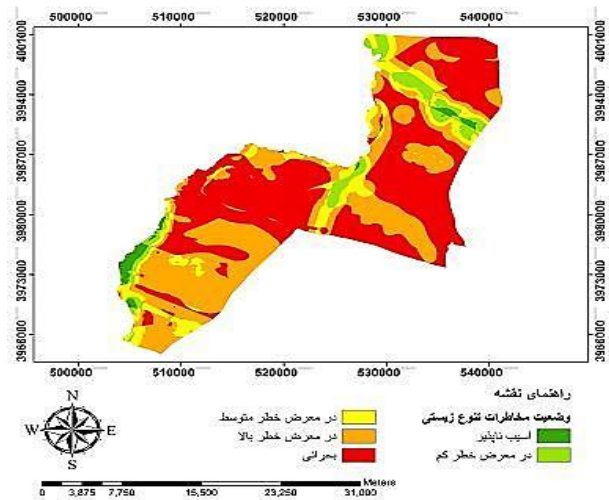 500000 510000 520000 530000 540000
4001000 4001000
3994000 3994000
3987000 3987000
3980000 3980000
3973000 3973000
3966000 3966000
500000 510000 520000 530000 540000
راهنمای نقشه
وضعیت مخاطرات تنوع زیستی
آسیب ناپذیر
در معرض خطر کم
در معرض خطر متوسط
در معرض خطر بالا
بحرانی
N
W E
S
Meters
0 3,875 7,750 15,500 23,250 31,000